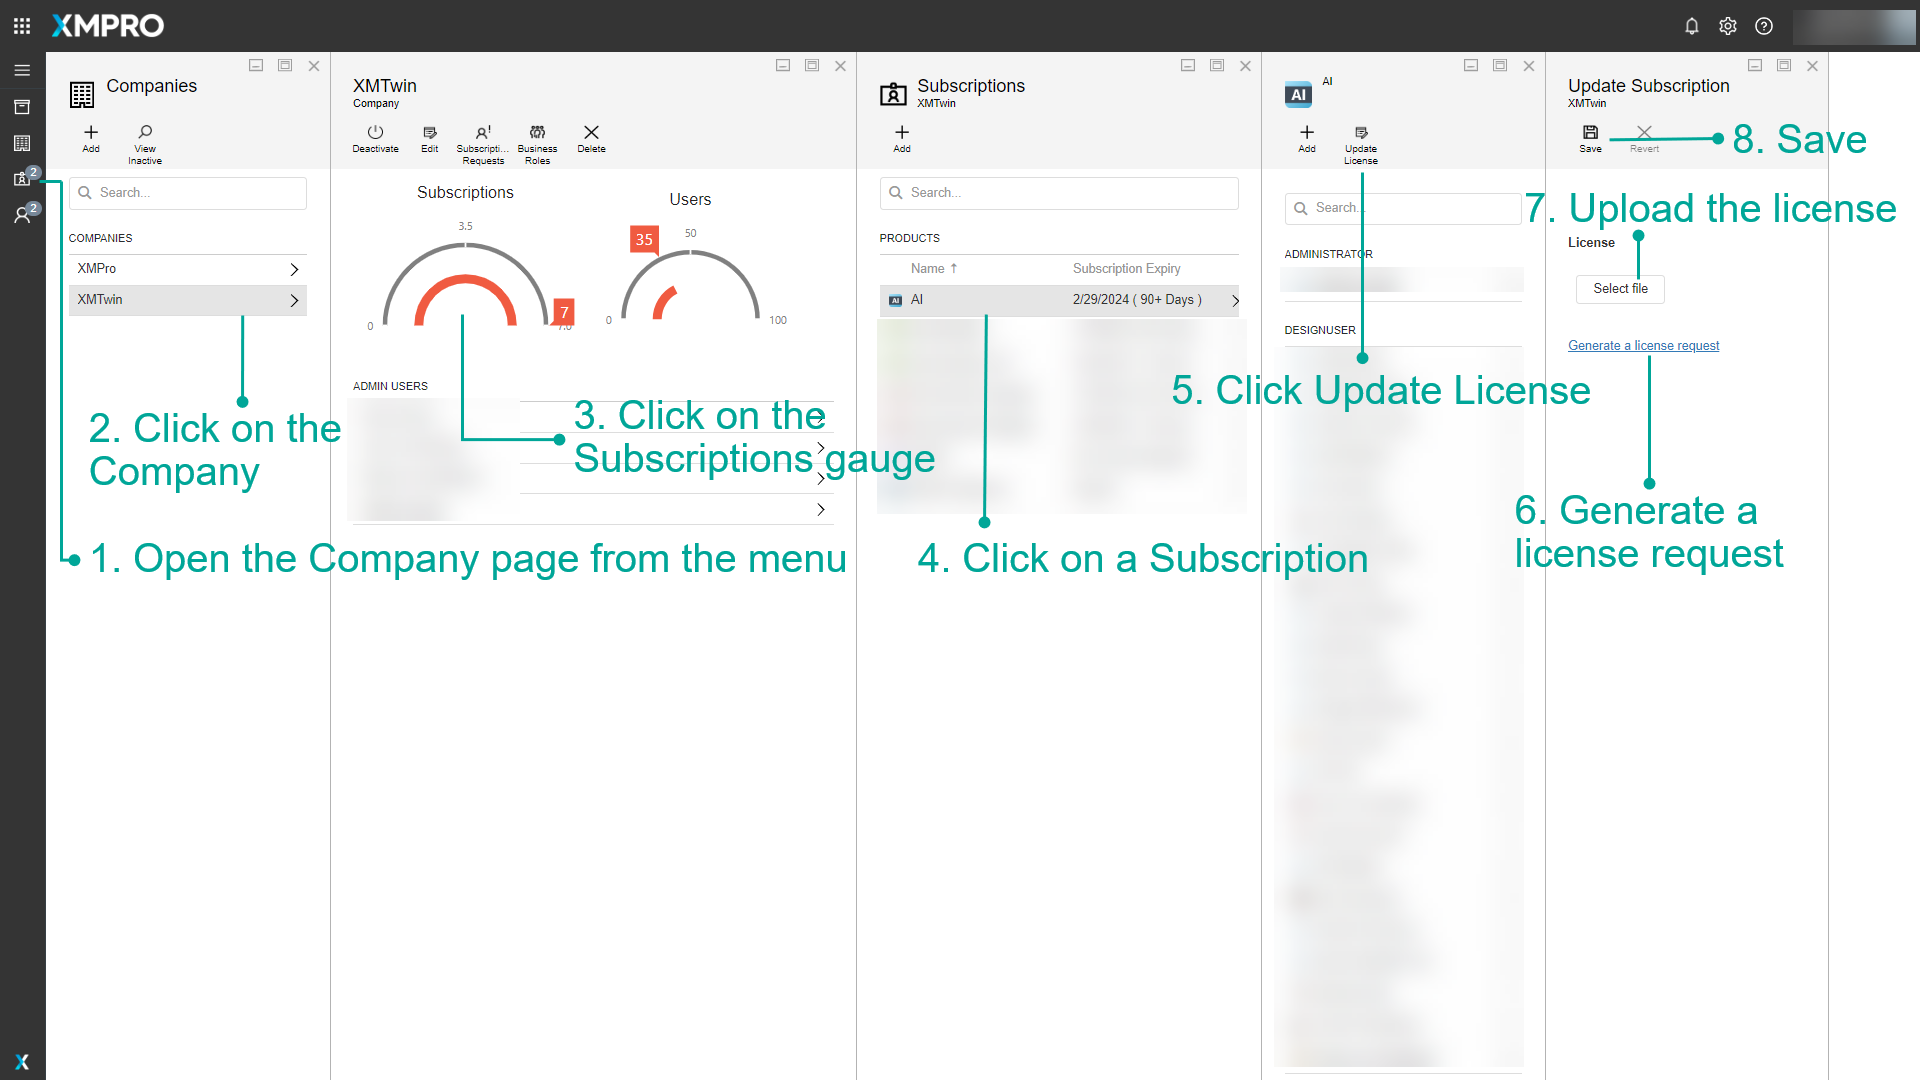 XMPRO
Companies
Add
View
Inactive
Search...
COMPANIES
XMPro
XMTwin
2
2
2. Click on the
Company
1. Open the Company page from the menu
XMTwin
Company
Deactivate
Edit
Subscripti...
Requests
Business
Roles
Delete
Subscriptions
3.5
0
7
7.0
Users
50
35
0
100
ADMIN USERS
3. Click on the
Subscriptions gauge
Subscriptions
XMTwin
Add
Search...
PRODUCTS
Name ↑
Subscription Expiry
AI
AI
2/29/2024 ( 90+ Days )
4. Click on a Subscription
AI
AI
Add
Update
License
Search...
ADMINISTRATOR
DESIGNUSER
5. Click Update License
Update Subscription
XMTwin
Save
Revert
8. Save
7. Upload the license
License
Select file
Generate a license request
6. Generate a
license request
X